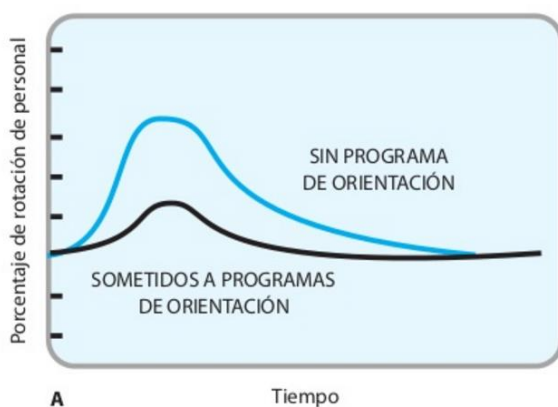 Porcentaje de rotación de personal
SIN PROGRAMA
DE ORIENTACIÓN
SOMETIDOS A PROGRAMAS
DE ORIENTACIÓN
A
Tiempo